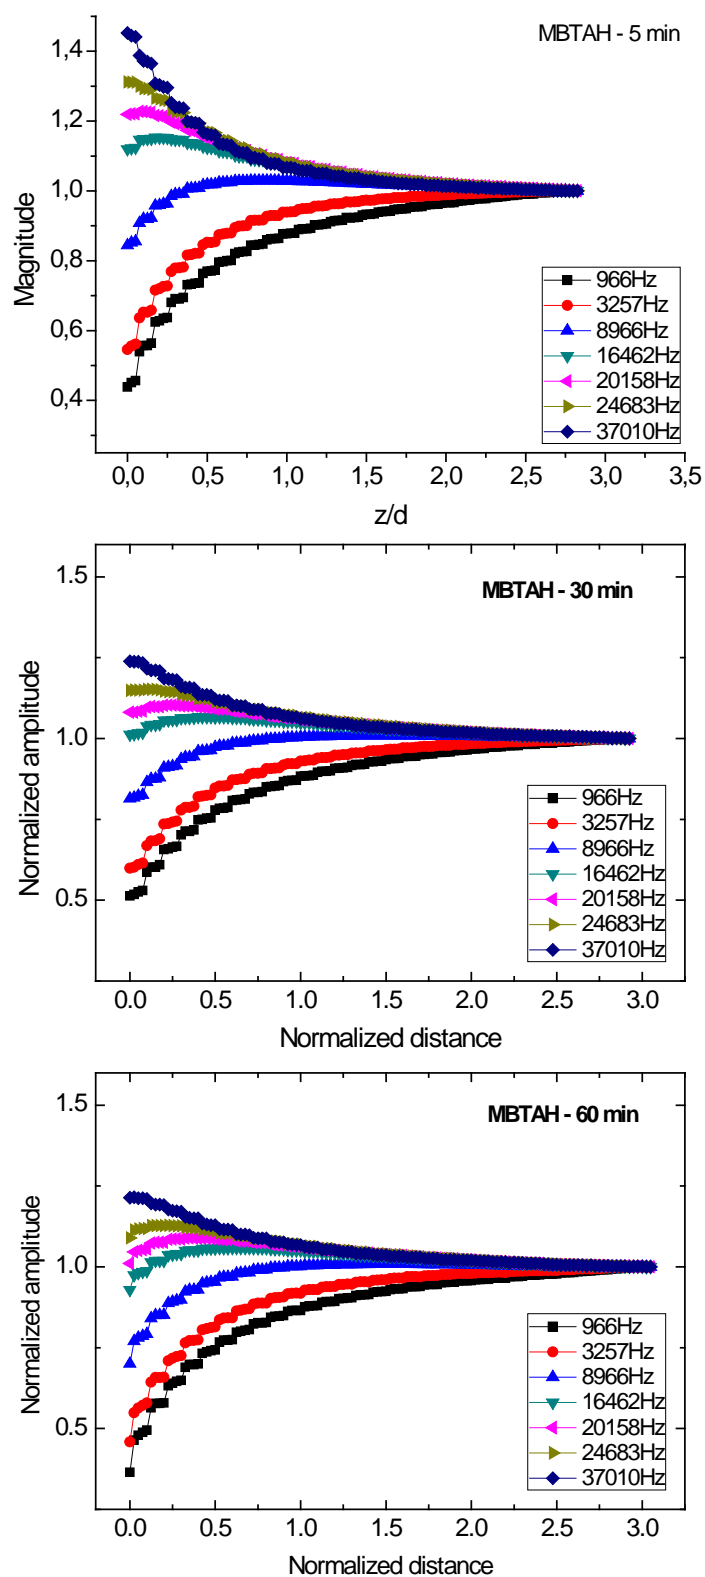 MBTAH - 5 min
1,4
1,2
1,0
0,8
0,6
0,4
Magnitude
966Hz
3257Hz
8966Hz
16462Hz
20158Hz
24683Hz
37010Hz
0,0 0,5 1,0 1,5 2,0 2,5 3,0 3,5
z/d
MBTAH - 30 min
1.5
1.0
0.5
Normalized amplitude
966Hz
3257Hz
8966Hz
16462Hz
20158Hz
24683Hz
37010Hz
0.0 0.5 1.0 1.5 2.0 2.5 3.0
Normalized distance
MBTAH - 60 min
1.5
1.0
0.5
Normalized amplitude
966Hz
3257Hz
8966Hz
16462Hz
20158Hz
24683Hz
37010Hz
0.0 0.5 1.0 1.5 2.0 2.5 3.0
Normalized distance